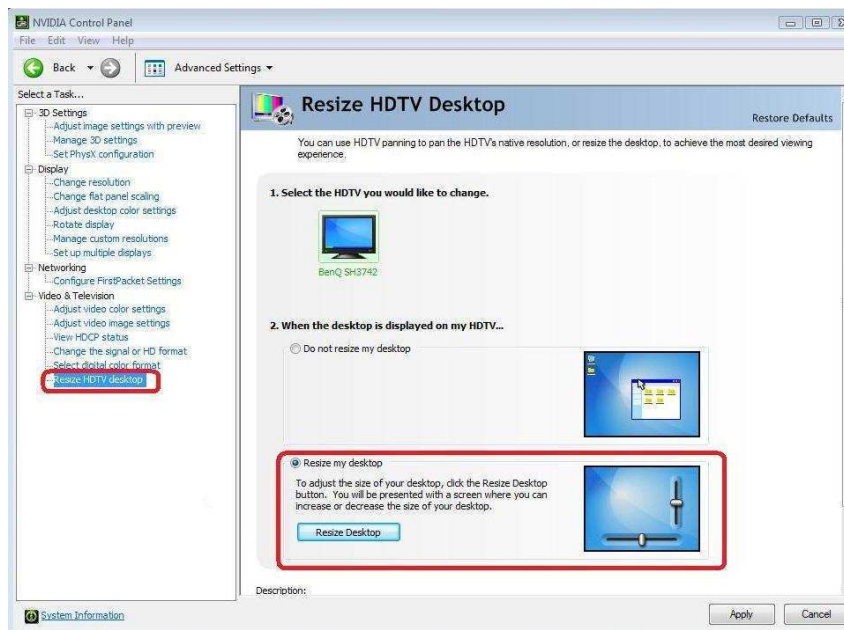 NVIDIA Control Panel
File Edit View Help
Back Advanced Settings
Select a Task...
3D Settings
Adjust image settings with preview
Manage 3D settings
Set PhysX configuration
Display
Change resolution
Change flat panel scaling
Adjust desktop color settings
Rotate display
Manage custom resolutions
Set up multiple displays
Networking
Configure FirstPacket Settings
Video & Television
Adjust video color settings
Adjust video image settings
View HDCP status
Change the signal or HD format
Select digital color format
Resize HDTV desktop
System Information
Resize HDTV Desktop
Restore Defaults
You can use HDTV panning to pan the HDTV's native resolution, or resize the desktop, to achieve the most desired viewing
experience.
1. Select the HDTV you would like to change.
BenQ SH3742
2. When the desktop is displayed on my HDTV...
Do not resize my desktop
Resize my desktop
To adjust the size of your desktop, click the Resize Desktop
button. You will be presented with a screen where you can
increase or decrease the size of your desktop.
Resize Desktop
Description:
Apply Cancel